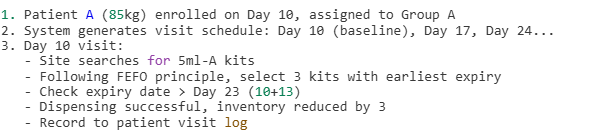 1. Patient A (85kg) enrolled on Day 10, assigned to Group A
2. System generates visit schedule: Day 10 (baseline), Day 17, Day 24...
3. Day 10 visit:
- Site searches for 5ml-A kits
- Following FEFO principle, select 3 kits with earliest expiry
- Check expiry date > Day 23 (10+13)
- Dispensing successful, inventory reduced by 3
- Record to patient visit log